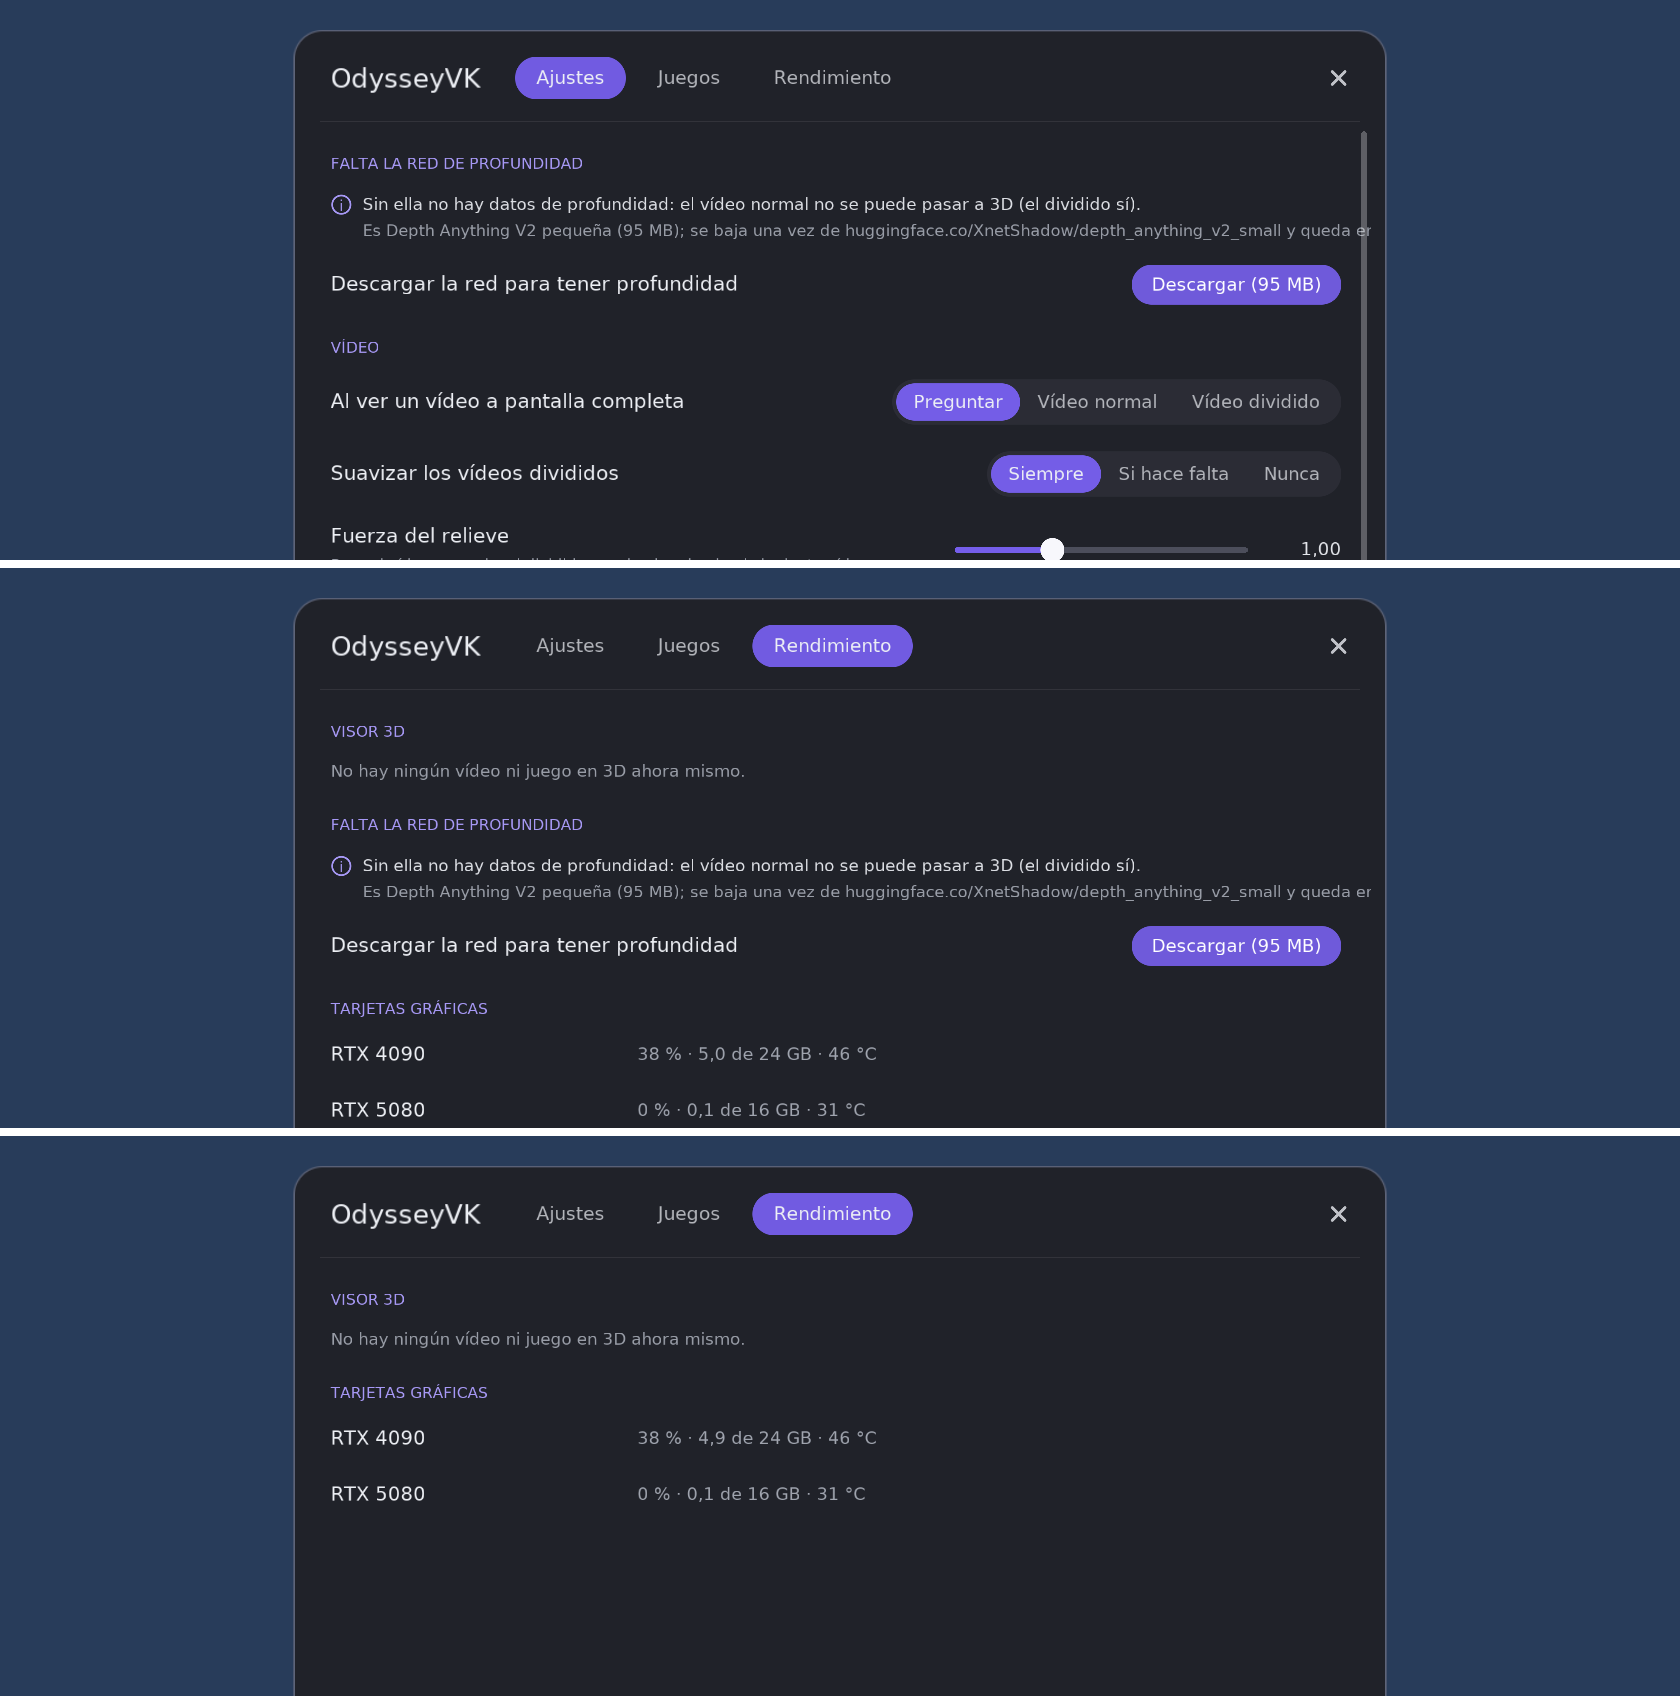 OdysseyVK Ajustes Juegos Rendimiento ✕
FALTA LA RED DE PROFUNDIDAD
Sin ella no hay datos de profundidad: el vídeo normal no se puede pasar a 3D (el dividido sí).
Es Depth Anything V2 pequeña (95 MB); se baja una vez de huggingface.co/XnetShadow/depth_anything_v2_small y queda
Descargar la red para tener profundidad Descargar (95 MB)
VÍDEO
Al ver un vídeo a pantalla completa Preguntar Vídeo normal Vídeo dividido
Suavizar los vídeos divididos Siempre Si hace falta Nunca
Fuerza del relieve 1,00
OdysseyVK Ajustes Juegos Rendimiento ✕
VISOR 3D
No hay ningún vídeo ni juego en 3D ahora mismo.
FALTA LA RED DE PROFUNDIDAD
Sin ella no hay datos de profundidad: el vídeo normal no se puede pasar a 3D (el dividido sí).
Es Depth Anything V2 pequeña (95 MB); se baja una vez de huggingface.co/XnetShadow/depth_anything_v2_small y queda
Descargar la red para tener profundidad Descargar (95 MB)
TARJETAS GRÁFICAS
RTX 4090 38 % · 5,0 de 24 GB · 46 °C
RTX 5080 0 % · 0,1 de 16 GB · 31 °C
OdysseyVK Ajustes Juegos Rendimiento ✕
VISOR 3D
No hay ningún vídeo ni juego en 3D ahora mismo.
TARJETAS GRÁFICAS
RTX 4090 38 % · 4,9 de 24 GB · 46 °C
RTX 5080 0 % · 0,1 de 16 GB · 31 °C